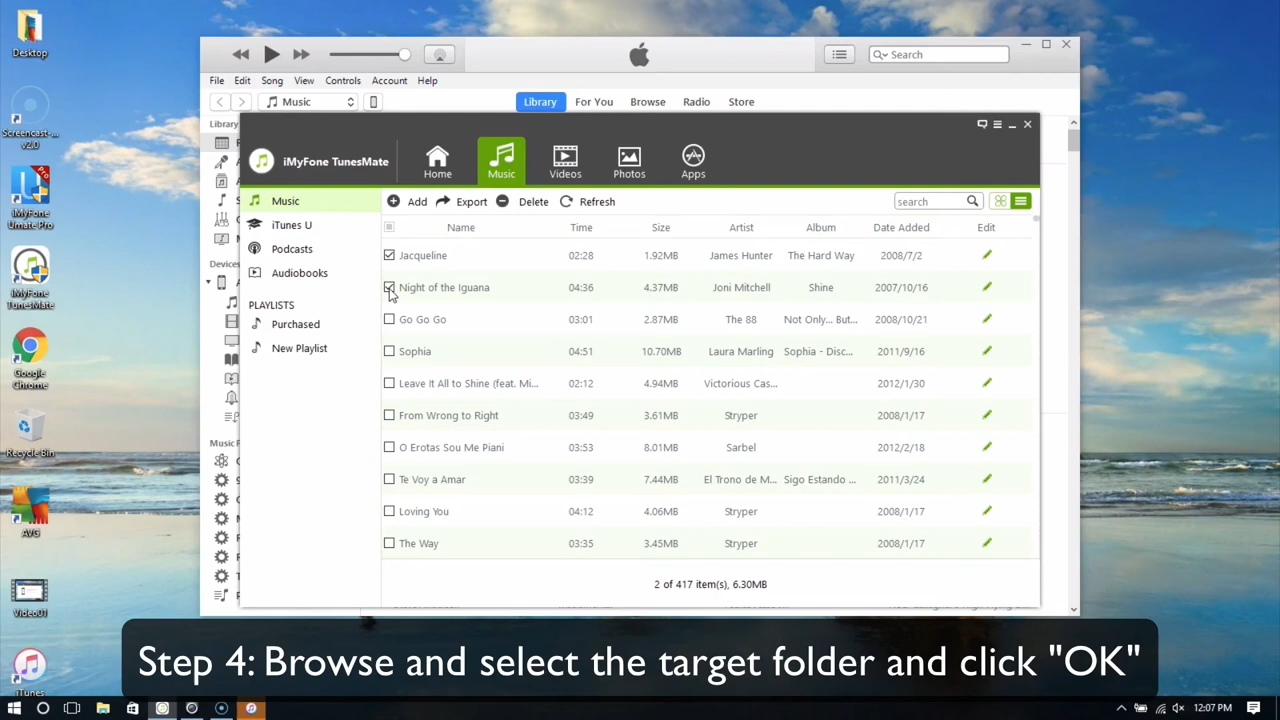 Desktop
Screencast-...
v2.0
iMyFone
Umate Pro
iMyFone
TunesMate
Google
Chrome
Recycle Bin
AVG
Video01
iTunes
Search
File Edit Song View Controls Account Help
Music
Library For You Browse Radio Store
Library
iMyFone TunesMate
Home Music Videos Photos Apps
Music
iTunes U
Podcasts
Audiobooks
PLAYLISTS
Purchased
New Playlist
Add Export Delete Refresh search
Name Time Size Artist Album Date Added Edit
Jacqueline 02:28 1.92MB James Hunter The Hard Way 2008/7/2
Night of the Iguana 04:36 4.37MB Joni Mitchell Shine 2007/10/16
Go Go Go 03:01 2.87MB The 88 Not Only... But... 2008/10/21
Sophia 04:51 10.70MB Laura Marling Sophia - Disc... 2011/9/16
Leave It All to Shine (feat. Mi... 02:12 4.94MB Victorious Cas... 2012/1/30
From Wrong to Right 03:49 3.61MB Stryper 2008/1/17
O Erotas Sou Me Piani 03:53 8.01MB Sarbel 2012/2/18
Te Voy a Amar 03:39 7.44MB El Trono de M... Sigo Estando ... 2011/3/24
Loving You 04:12 4.06MB Stryper 2008/1/17
The Way 03:35 3.45MB Stryper 2008/1/17
2 of 417 item(s), 6.30MB
Step 4: Browse and select the target folder and click "OK"
12:07 PM